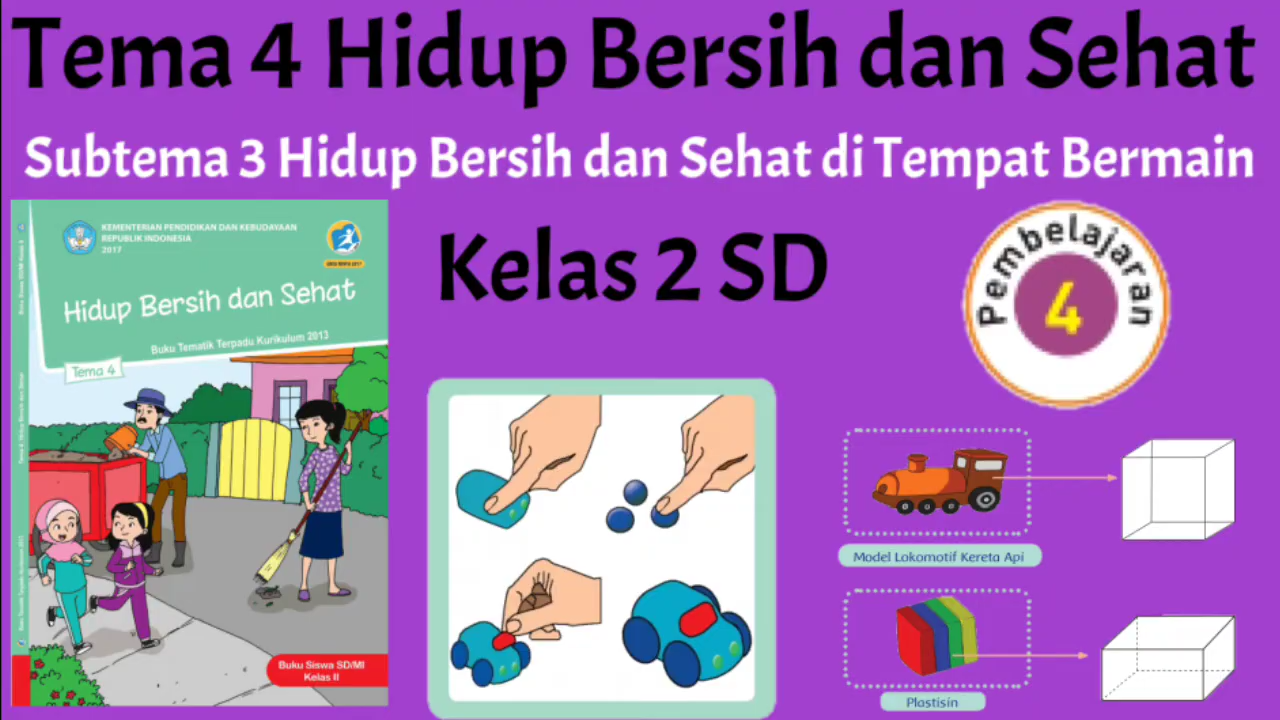 Tema 4 Hidup Bersih dan Sehat
Subtema 3 Hidup Bersih dan Sehat di Tempat Bermain
KEMENTERIAN PENDIDIKAN DAN KEBUDAYAAN
REPUBLIK INDONESIA
2017
Hidup Bersih dan Sehat
Buku Tematik Terpadu Kurikulum 2013
Tema 4
Buku Siswa SD/MI
Kelas II
Kelas 2 SD
Pembelajaran
4
Model Lokomotif Kereta Api
Plastisin